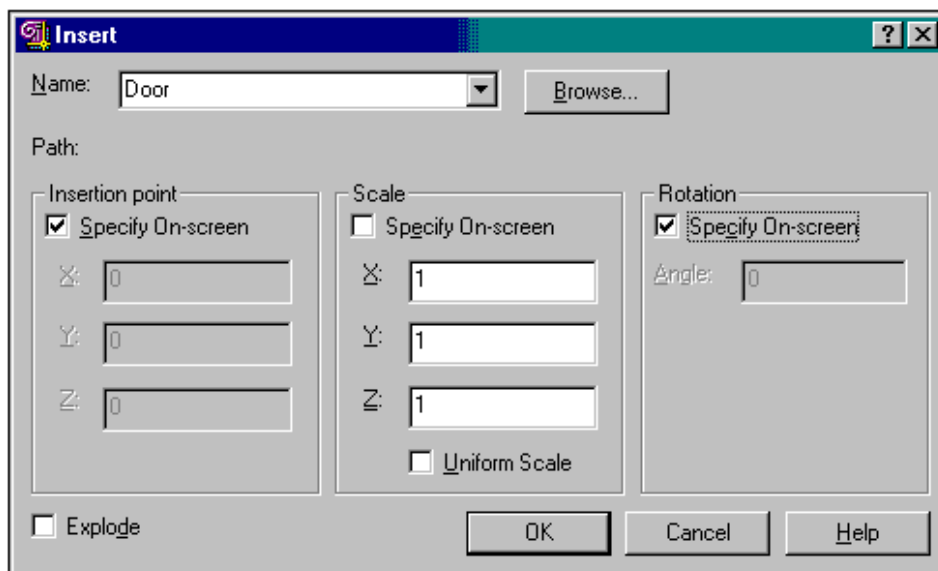 Insert
Name: Door Browse...
Path:
Insertion point Scale Rotation
Specify On-screen Specify On-screen Specify On-screen
X: 0 X: 1 Angle: 0
Y: 0 Y: 1
Z: 0 Z: 1
Uniform Scale
Explode OK Cancel Help